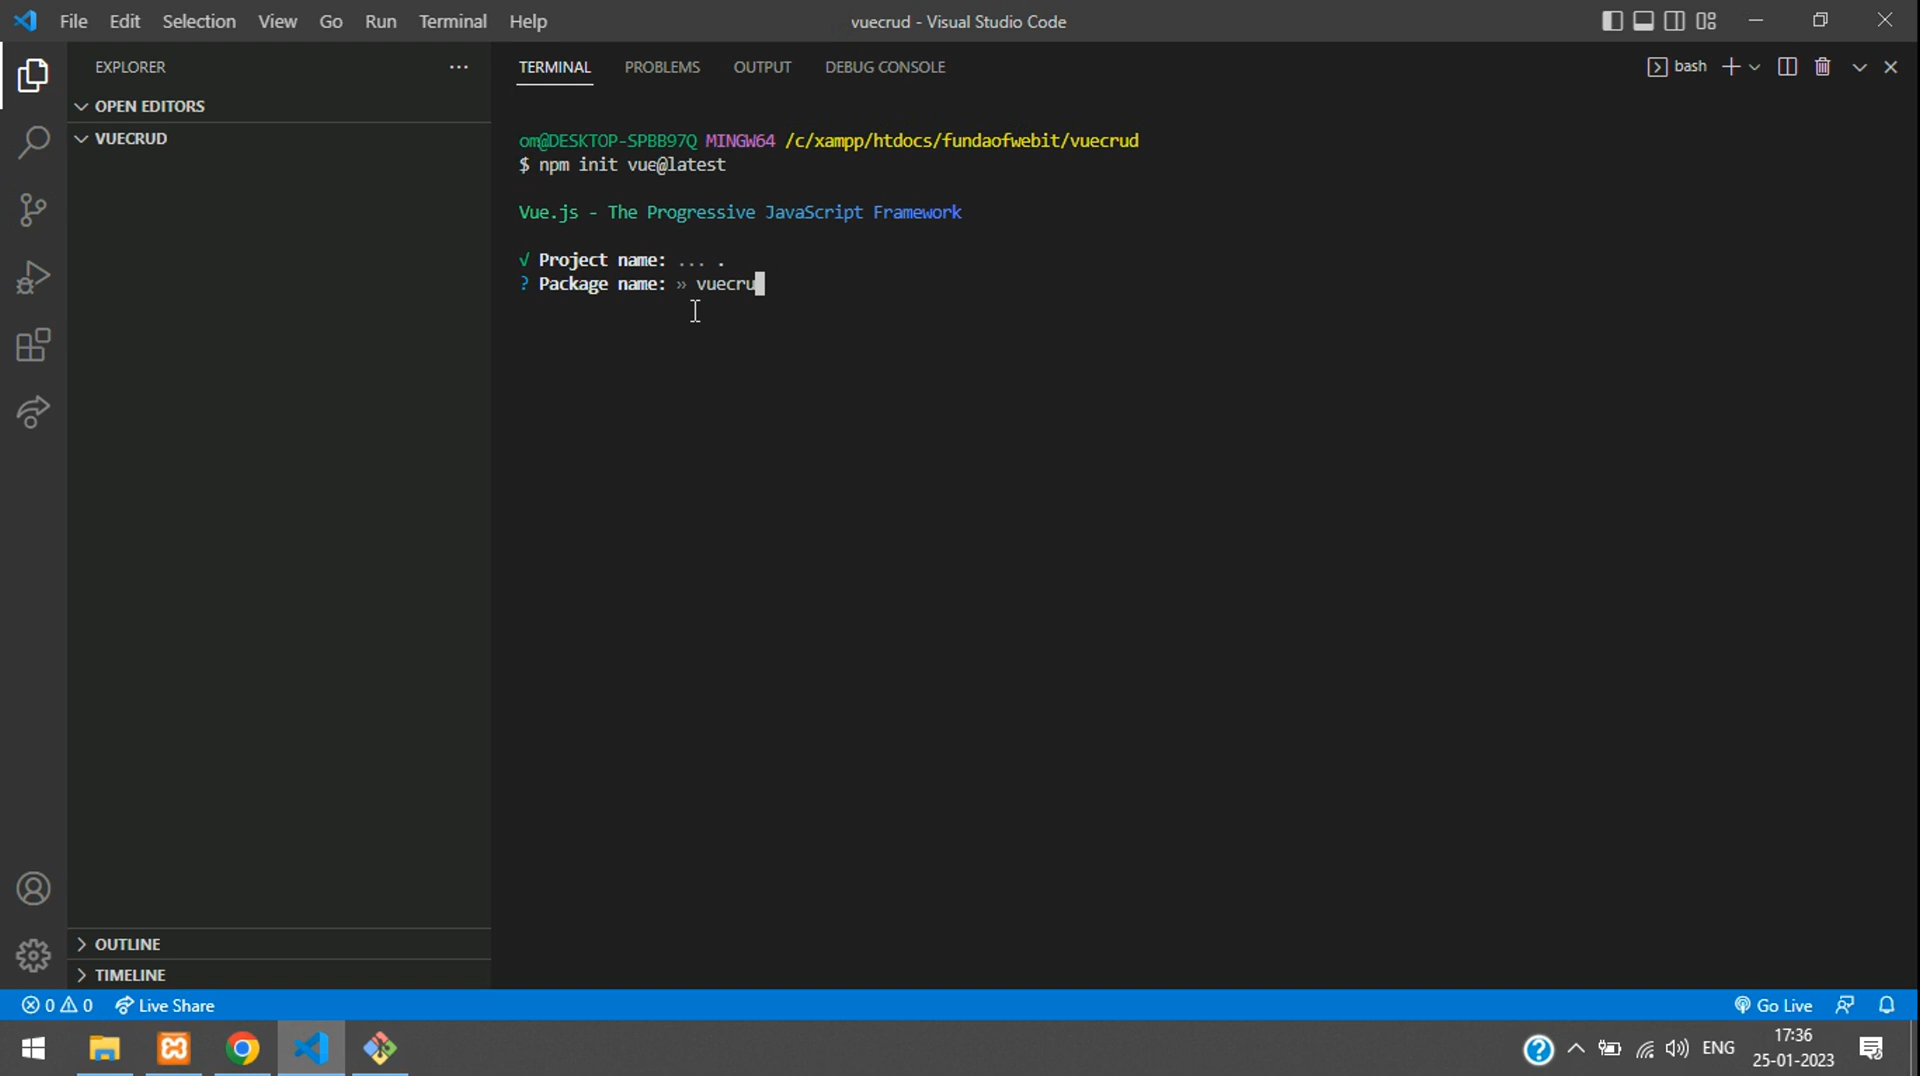 File Edit Selection View Go Run Terminal Help
vuecrud - Visual Studio Code
EXPLORER
OPEN EDITORS
VUECRUD
OUTLINE
TIMELINE
TERMINAL PROBLEMS OUTPUT DEBUG CONSOLE
bash
om@DESKTOP-SPBB97Q MINGW64 /c/xampp/htdocs/fundaofwebit/vuecrud
$ npm init vue@latest
Vue.js - The Progressive JavaScript Framework
√ Project name: ... .
? Package name: » vuecru
0 0 Live Share
Go Live
ENG
17:36
25-01-2023